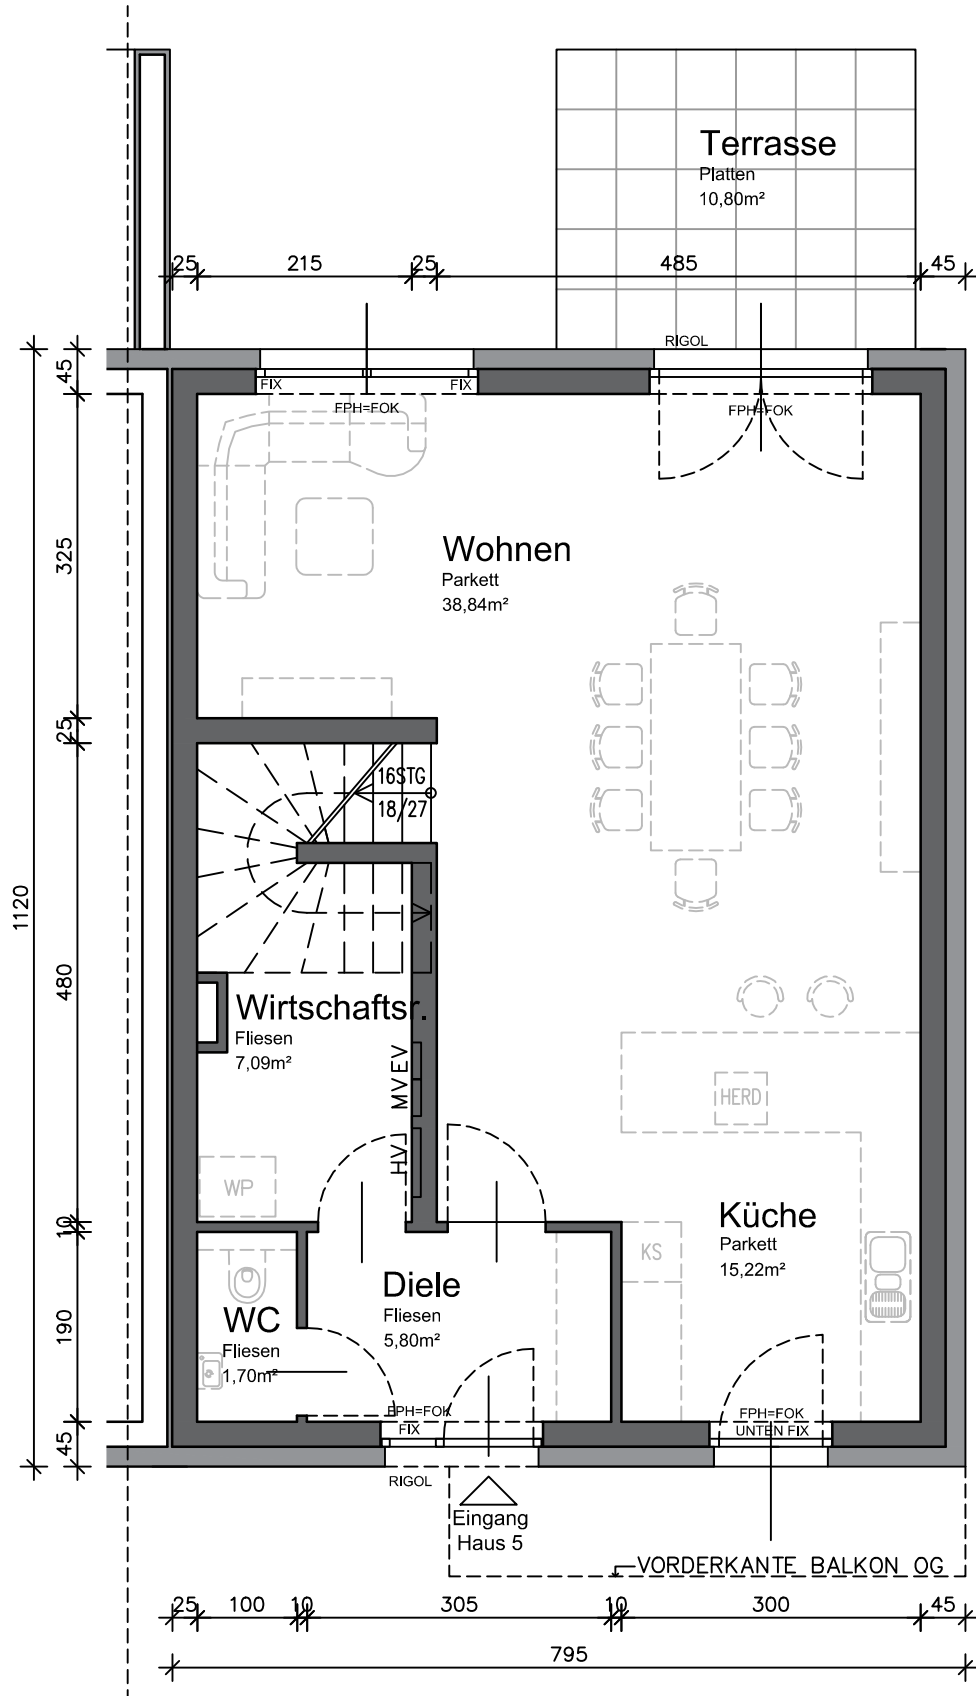 Terrasse
Platten
10,80m²
25
215
25
485
45
RIGOL
45
FIX
FIX
FPH=FOK
FPH=FOK
325
Wohnen
Parkett
38,84m²
25
16STG
18/27
1120
480
Wirtschaftsr.
Fliesen
7,09m²
MVEV
HV
HERD
WP
10
Küche
Parkett
15,22m²
KS
Diele
Fliesen
5,80m²
190
WC
Fliesen
1,70m²
FPH=FOK
FIX
FPH=FOK
UNTEN FIX
45
RIGOL
Eingang
Haus 5
VORDERKANTE BALKON OG
25
100
10
305
10
300
45
795